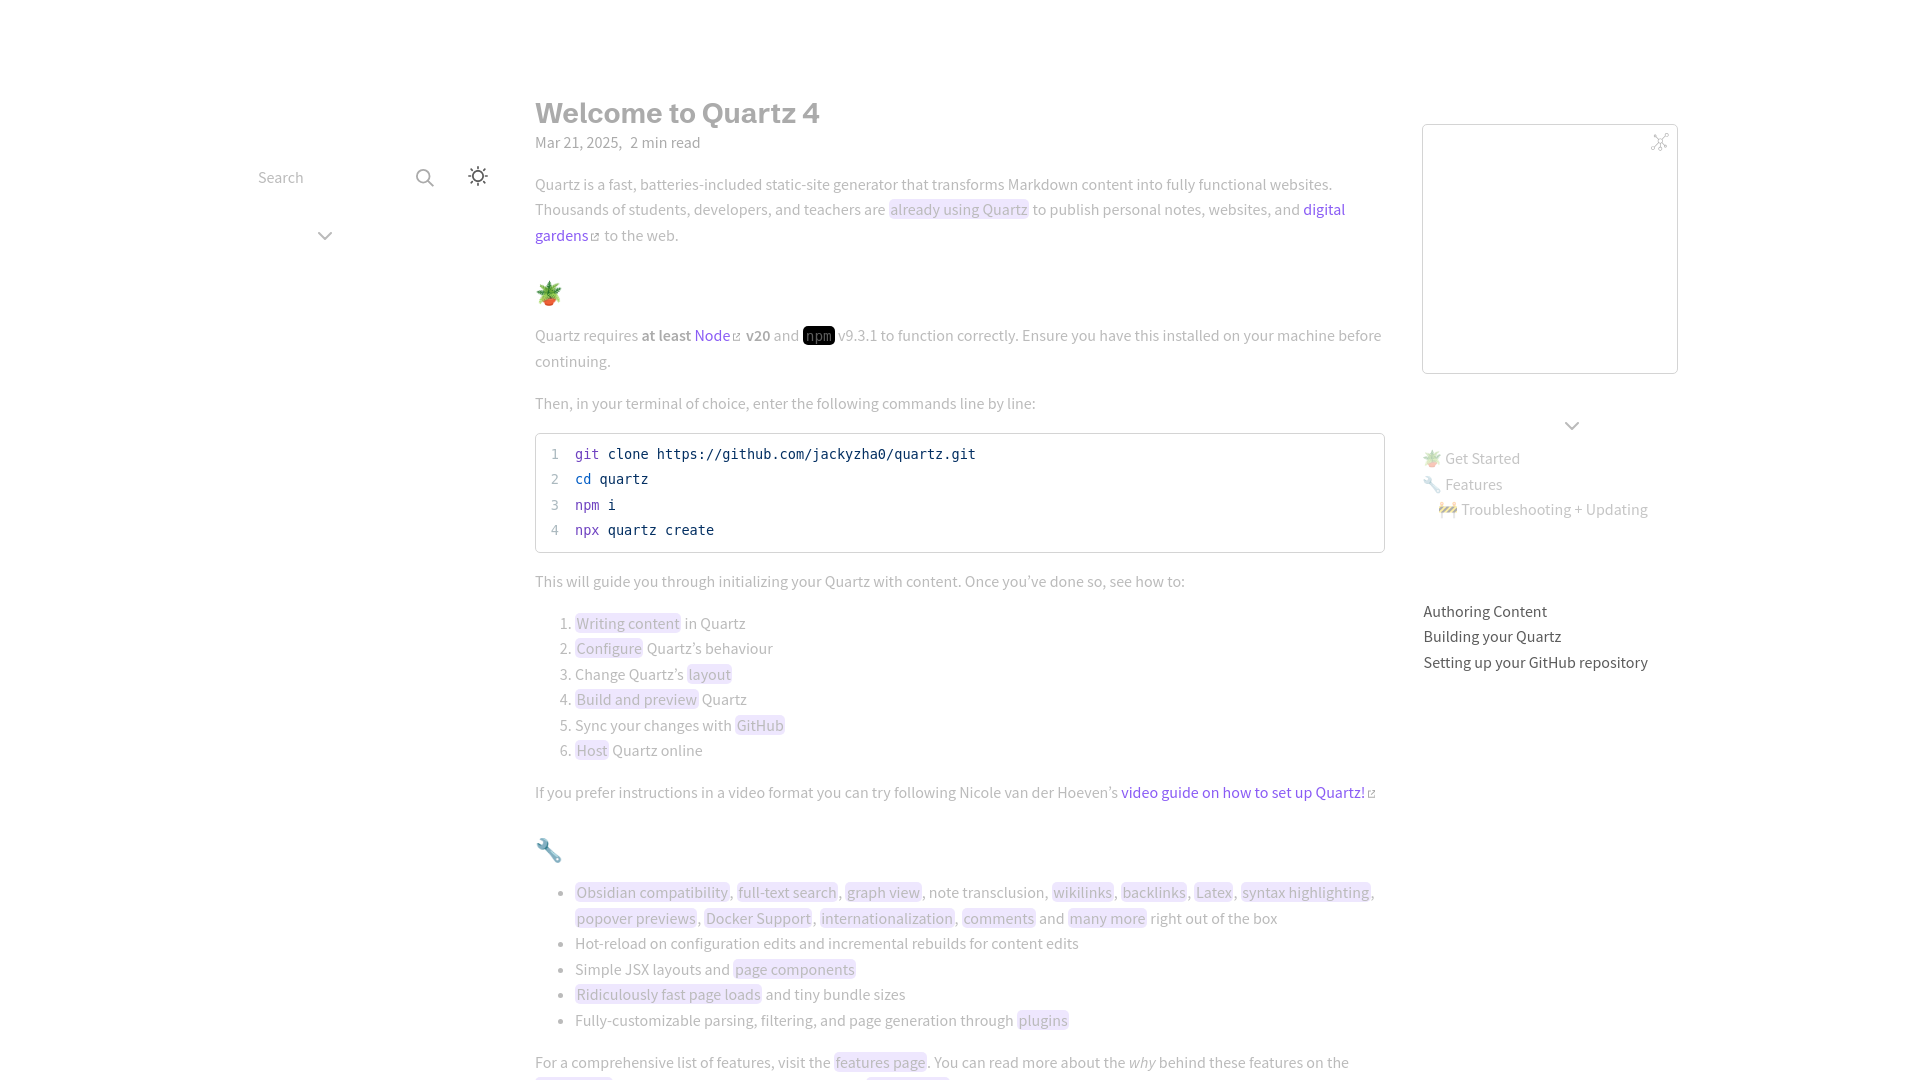 Search
Welcome to Quartz 4
Mar 21, 2025, 2 min read
Quartz is a fast, batteries-included static-site generator that transforms Markdown content into fully functional websites.
Thousands of students, developers, and teachers are already using Quartz to publish personal notes, websites, and digital
gardens to the web.
🪴
Quartz requires at least Node v20 and npm v9.3.1 to function correctly. Ensure you have this installed on your machine before
continuing.
Then, in your terminal of choice, enter the following commands line by line:
1 git clone https://github.com/jackyzha0/quartz.git
2 cd quartz
3 npm i
4 npx quartz create
This will guide you through initializing your Quartz with content. Once you’ve done so, see how to:
1. Writing content in Quartz
2. Configure Quartz’s behaviour
3. Change Quartz’s layout
4. Build and preview Quartz
5. Sync your changes with GitHub
6. Host Quartz online
If you prefer instructions in a video format you can try following Nicole van der Hoeven’s video guide on how to set up Quartz!
🔧
• Obsidian compatibility, full-text search, graph view, note transclusion, wikilinks, backlinks, Latex, syntax highlighting,
popover previews, Docker Support, internationalization, comments and many more right out of the box
• Hot-reload on configuration edits and incremental rebuilds for content edits
• Simple JSX layouts and page components
• Ridiculously fast page loads and tiny bundle sizes
• Fully-customizable parsing, filtering, and page generation through plugins
For a comprehensive list of features, visit the features page. You can read more about the why behind these features on the
🪴 Get Started
🔧 Features
🚧 Troubleshooting + Updating
Authoring Content
Building your Quartz
Setting up your GitHub repository